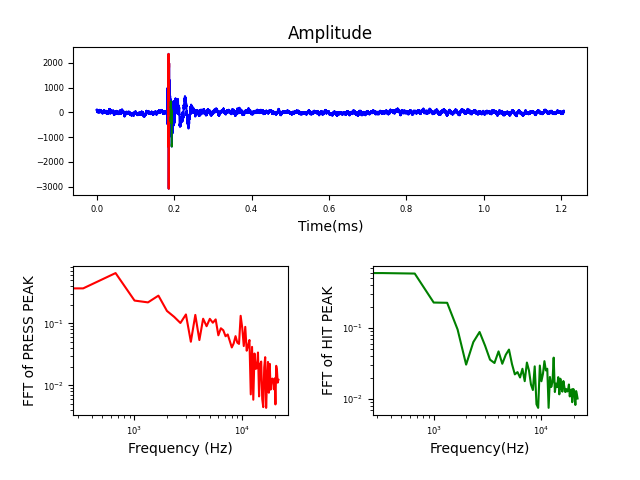 Amplitude
2000
1000
0
−1000
−2000
−3000
0.0 0.2 0.4 0.6 0.8 1.0 1.2
Time(ms)
FFT of PRESS PEAK
10⁻¹
10⁻²
10³ 10⁴
Frequency (Hz)
FFT of HIT PEAK
10⁻¹
10⁻²
10³ 10⁴
Frequency(Hz)